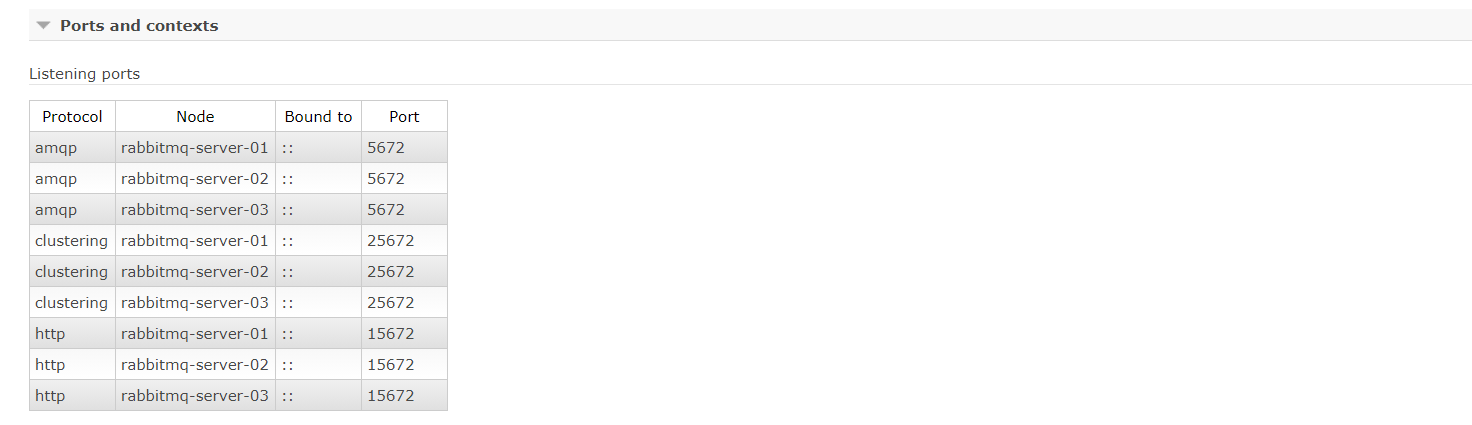 Ports and contexts
Listening ports
Protocol Node Bound to Port
amqp rabbitmq-server-01 :: 5672
amqp rabbitmq-server-02 :: 5672
amqp rabbitmq-server-03 :: 5672
clustering rabbitmq-server-01 :: 25672
clustering rabbitmq-server-02 :: 25672
clustering rabbitmq-server-03 :: 25672
http rabbitmq-server-01 :: 15672
http rabbitmq-server-02 :: 15672
http rabbitmq-server-03 :: 15672